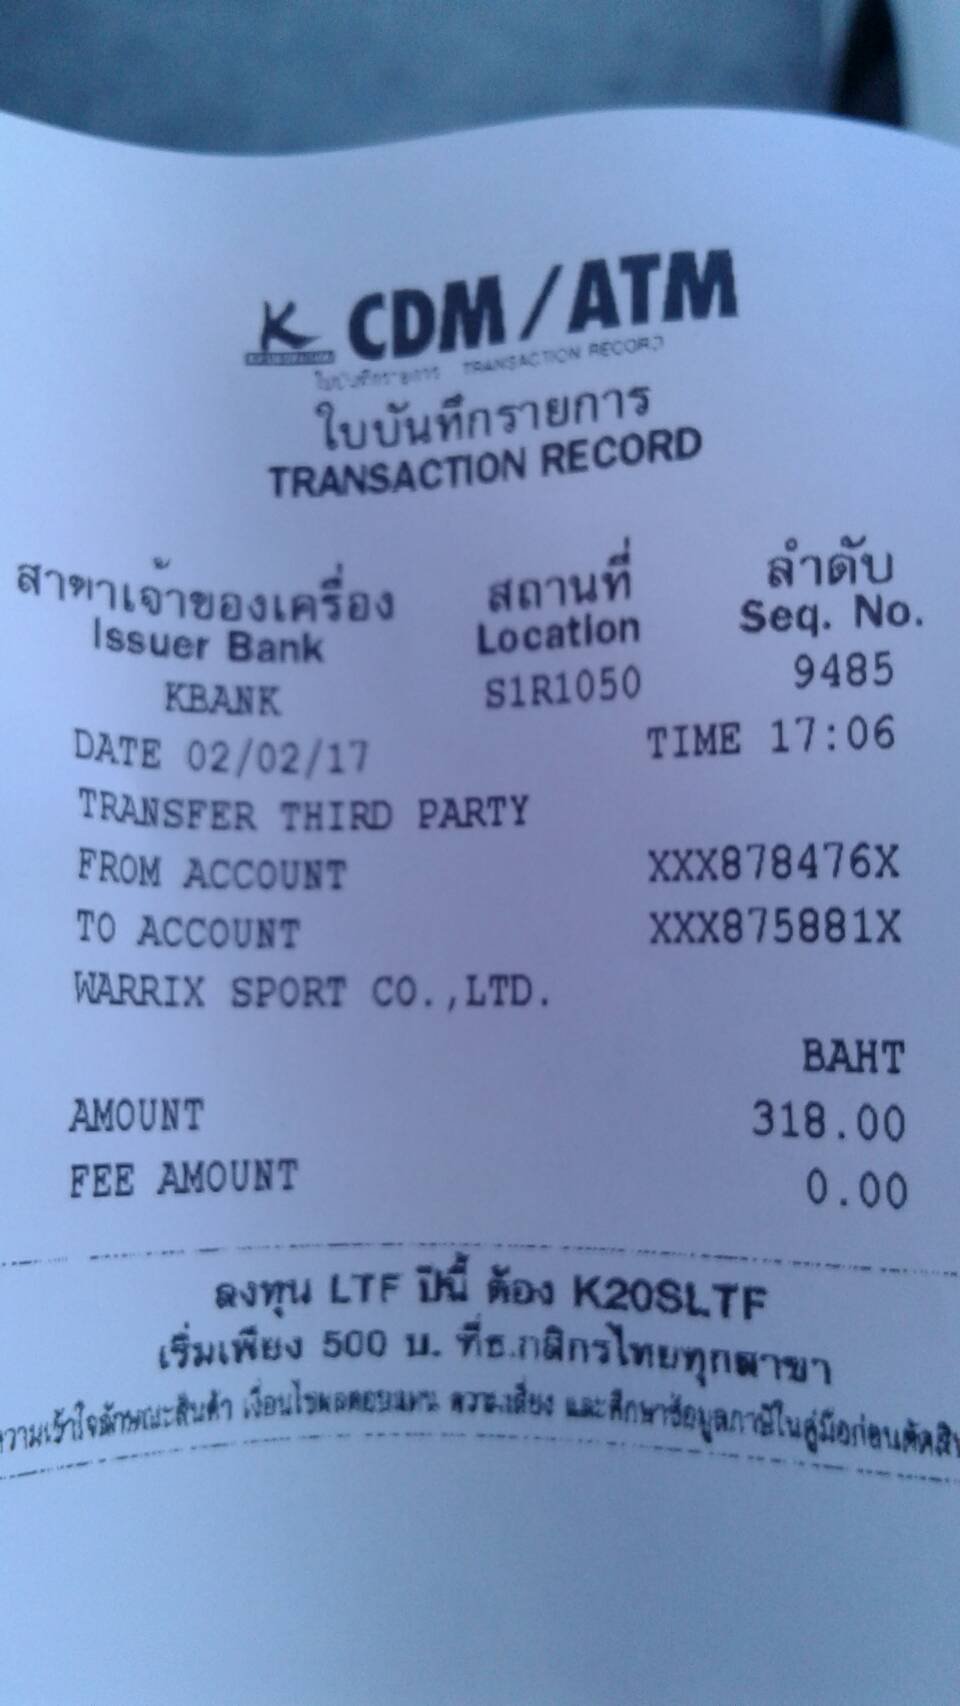 K CDM/ATM
ใบบันทึกรายการ TRANSACTION RECORD
ใบบันทึกรายการ
TRANSACTION RECORD
สาขาเจ้าของเครื่อง สถานที่ ลำดับ
Issuer Bank Location Seq. No.
KBANK S1R1050 9485
DATE 02/02/17 TIME 17:06
TRANSFER THIRD PARTY
FROM ACCOUNT XXX878476X
TO ACCOUNT XXX875881X
WARRIX SPORT CO.,LTD.
BAHT
AMOUNT 318.00
FEE AMOUNT 0.00
ลงทุน LTF ปีนี้ ต้อง K20SLTF
เริ่มเพียง 500 บ. ที่ธ.กสิกรไทยทุกสาขา
ความเข้าใจลักษณะสินค้า เงื่อนไขผลตอบแทน ความเสี่ยง และศึกษาข้อมูลภาษีในคู่มือก่อนตัดสิน